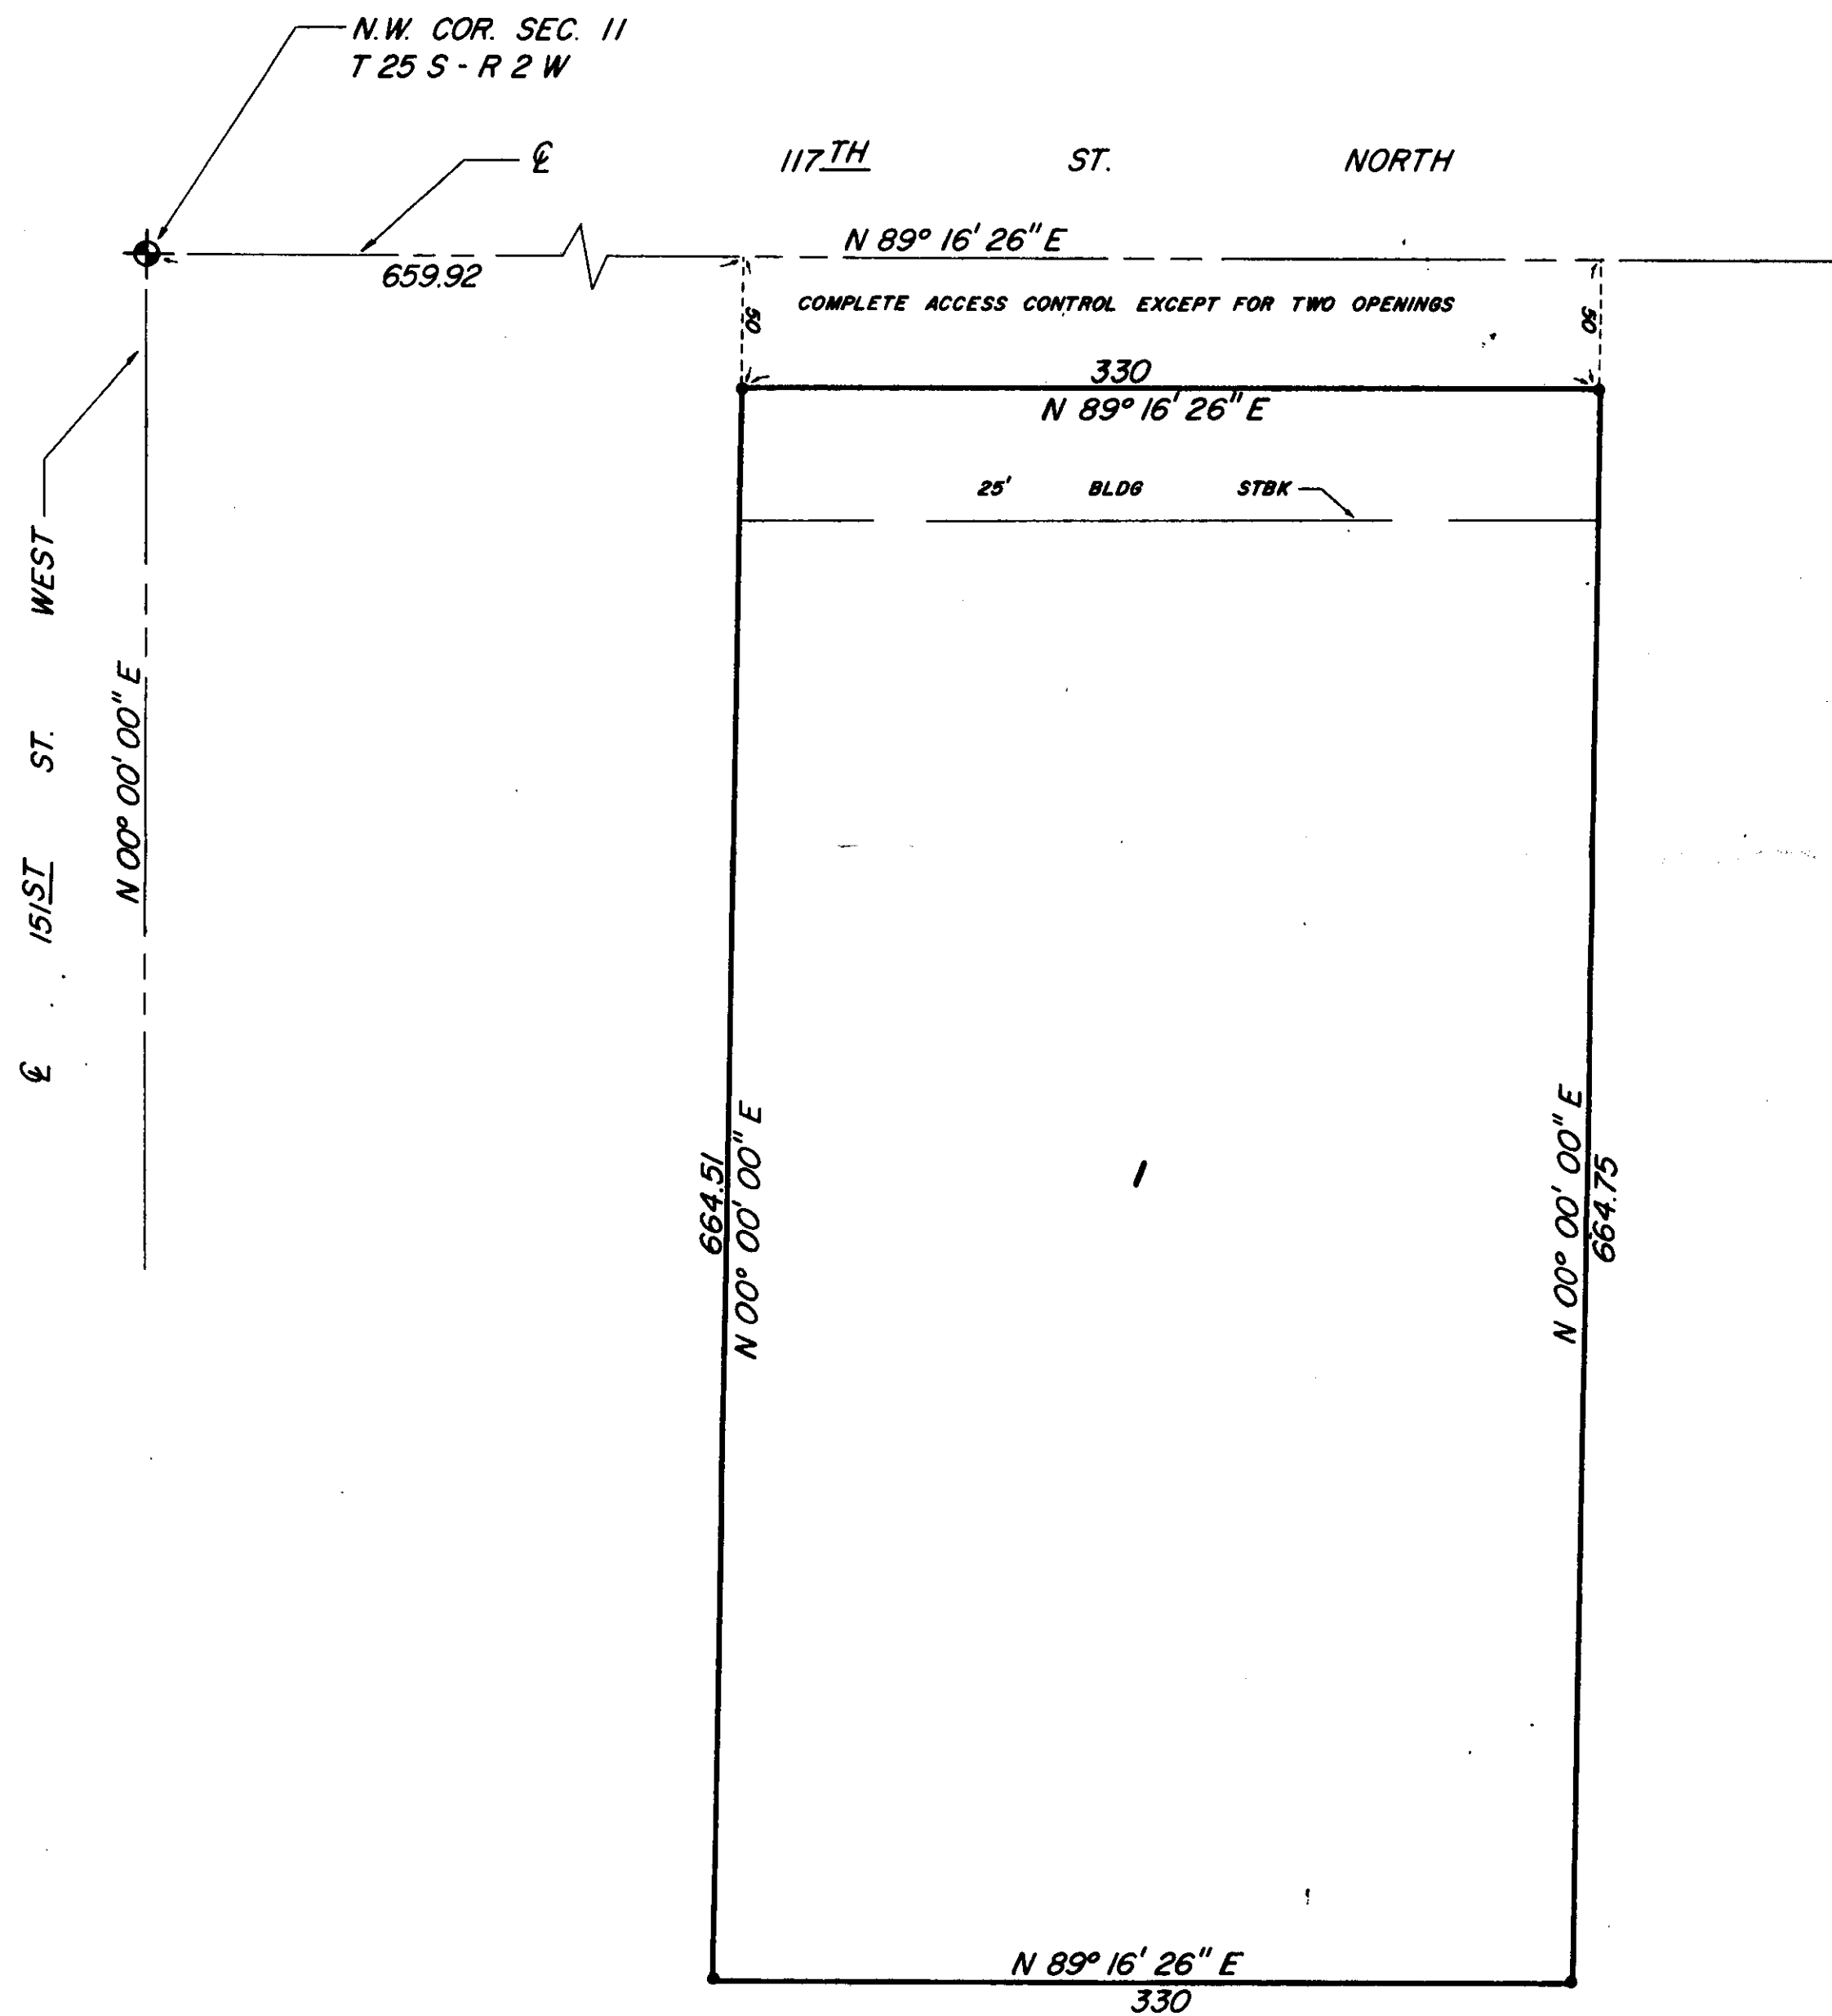 N.W. COR. SEC. 11
T 25 S - R 2 W
℄
117TH ST. NORTH
N 89° 16' 26" E
659.92
COMPLETE ACCESS CONTROL EXCEPT FOR TWO OPENINGS
50
50
330
N 89° 16' 26" E
25' BLDG STBK
℄ 151ST ST. WEST
N 00° 00' 00" E
664.51
N 00° 00' 00" E
1
N 00° 00' 00" E
664.75
N 89° 16' 26" E
330